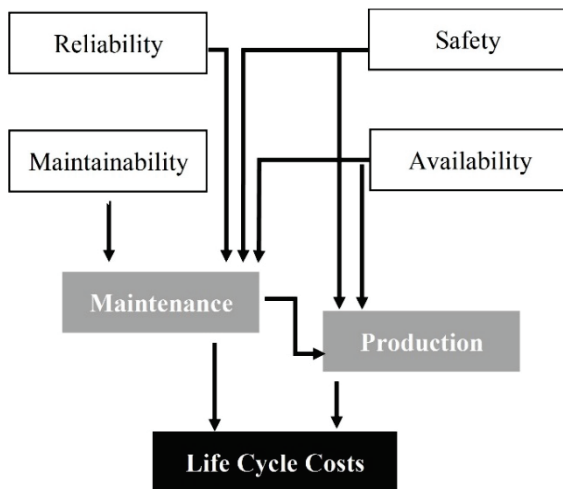 Reliability
Safety
Maintainability
Availability
Maintenance
Production
Life Cycle Costs